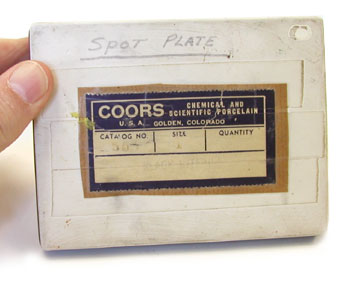 SPOT PLATE
COORS CHEMICAL AND SCIENTIFIC PORCELAIN
U.S.A. GOLDEN, COLORADO
CATALOG NO. SIZE QUANTITY